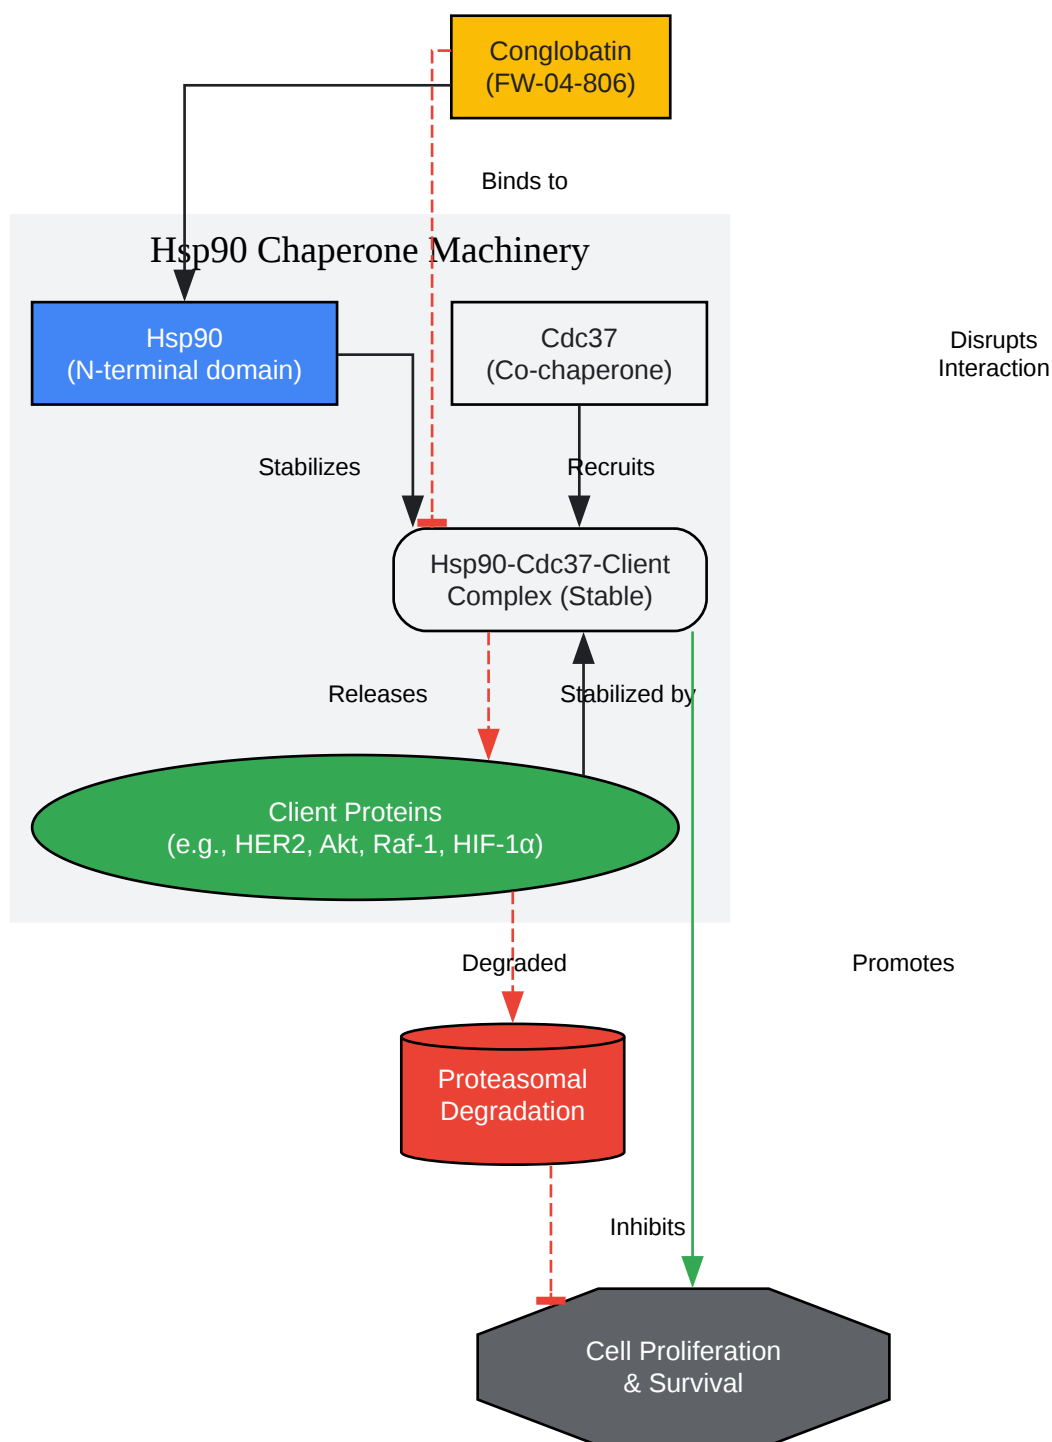 Conglobatin
(FW-04-806)
Binds to
Hsp90 Chaperone Machinery
Hsp90
(N-terminal domain)
Cdc37
(Co-chaperone)
Disrupts
Interaction
Stabilizes
Recruits
Hsp90-Cdc37-Client
Complex (Stable)
Releases
Stabilized by
Client Proteins
(e.g., HER2, Akt, Raf-1, HIF-1α)
Degraded
Promotes
Proteasomal
Degradation
Inhibits
Cell Proliferation
& Survival